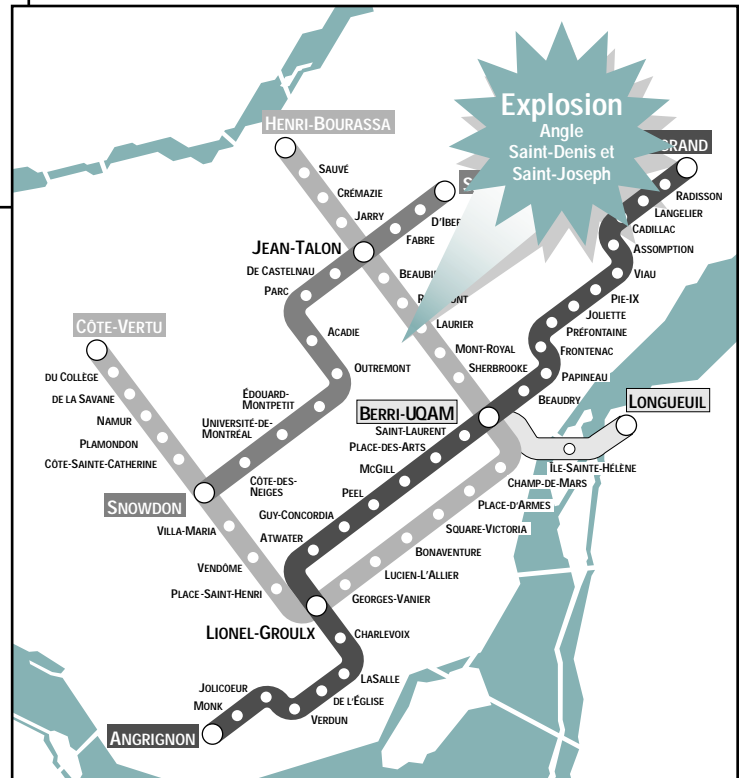 Explosion
Angle
Saint-Denis et
Saint-Joseph
HENRI-BOURASSA
SAUVÉ
CRÉMAZIE
JARRY
JEAN-TALON
FABRE
DE CASTELNAU
PARC
ACADIE
OUTREMONT
ÉDOUARD-
MONTPETIT
UNIVERSITÉ-DE-
MONTRÉAL
CÔTE-DES-
NEIGES
SNOWDON
CÔTE-VERTU
DU COLLÈGE
DE LA SAVANE
NAMUR
PLAMONDON
CÔTE-SAINTE-CATHERINE
VILLA-MARIA
VENDÔME
PLACE-SAINT-HENRI
LIONEL-GROULX
LAURIER
MONT-ROYAL
SHERBROOKE
BERRI-UQAM
RADISSON
LANGELIER
CADILLAC
ASSOMPTION
VIAU
PIE-IX
JOLIETTE
PRÉFONTAINE
FRONTENAC
PAPINEAU
BEAUDRY
LONGUEUIL
ÎLE-SAINTE-HÉLÈNE
SAINT-LAURENT
PLACE-DES-ARTS
MCGILL
PEEL
GUY-CONCORDIA
ATWATER
CHAMP-DE-MARS
PLACE-D'ARMES
SQUARE-VICTORIA
BONAVENTURE
LUCIEN-L'ALLIER
GEORGES-VANIER
CHARLEVOIX
LASALLE
DE L'ÉGLISE
VERDUN
JOLICOEUR
MONK
ANGRIGNON